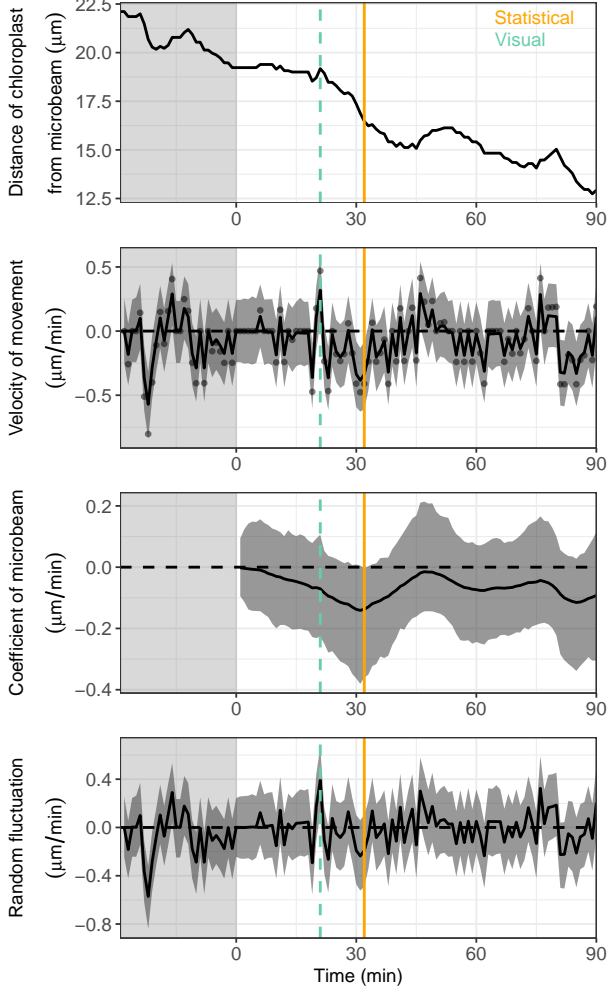 Distance of chloroplast
from microbeam (μm)
22.5
20.0
17.5
15.0
12.5
Statistical
Visual
0
30
60
90
Velocity of movement
(μm/min)
0.5
0.0
−0.5
0
30
60
90
Coefficient of microbeam
(μm/min)
0.2
0.0
−0.2
−0.4
0
30
60
90
Random fluctuation
(μm/min)
0.4
0.0
−0.4
−0.8
0
30
60
90
Time (min)